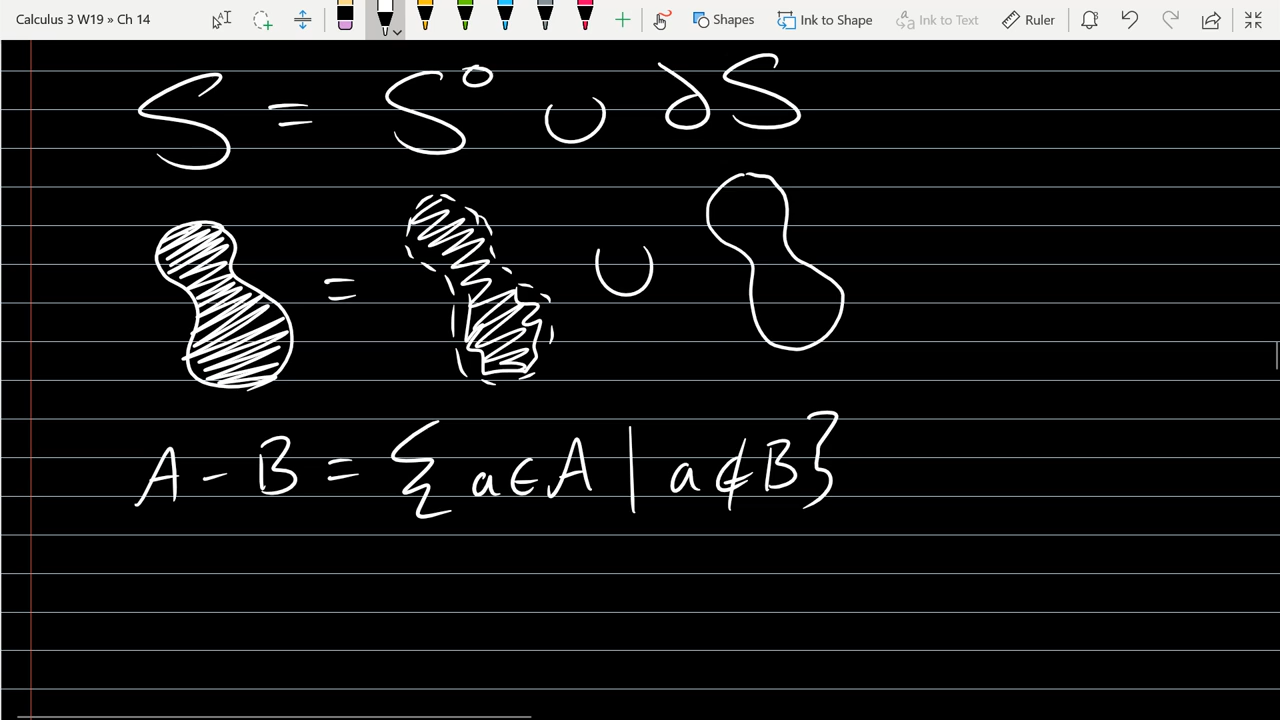 Calculus 3 W19 » Ch 14
Shapes
Ink to Shape
Ink to Text
Ruler
S = S° ∪ ∂S
= ∪
A - B = { a ∈ A | a ∉ B }